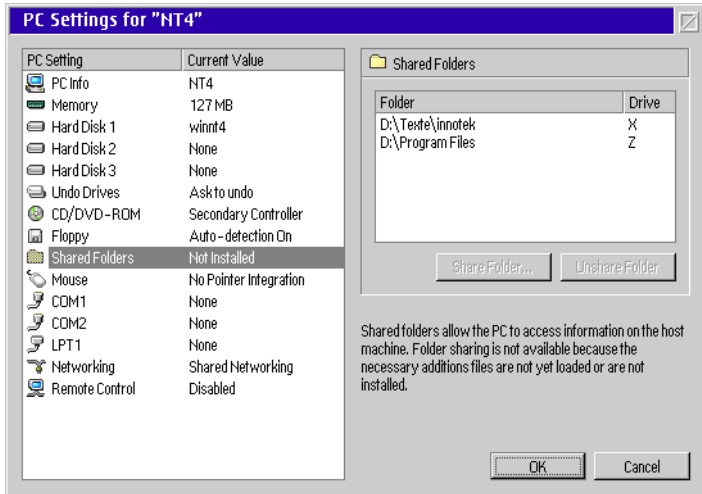 PC Settings for "NT4"
PC Setting Current Value
PC Info NT4
Memory 127 MB
Hard Disk 1 winnt4
Hard Disk 2 None
Hard Disk 3 None
Undo Drives Ask to undo
CD/DVD-ROM Secondary Controller
Floppy Auto-detection On
Shared Folders Not Installed
Mouse No Pointer Integration
COM1 None
COM2 None
LPT1 None
Networking Shared Networking
Remote Control Disabled
Shared Folders
Folder Drive
D:\Texte\innotek X
D:\Program Files Z
Share Folder... Unshare Folder
Shared folders allow the PC to access information on the host
machine. Folder sharing is not available because the
necessary additions files are not yet loaded or are not
installed.
OK Cancel